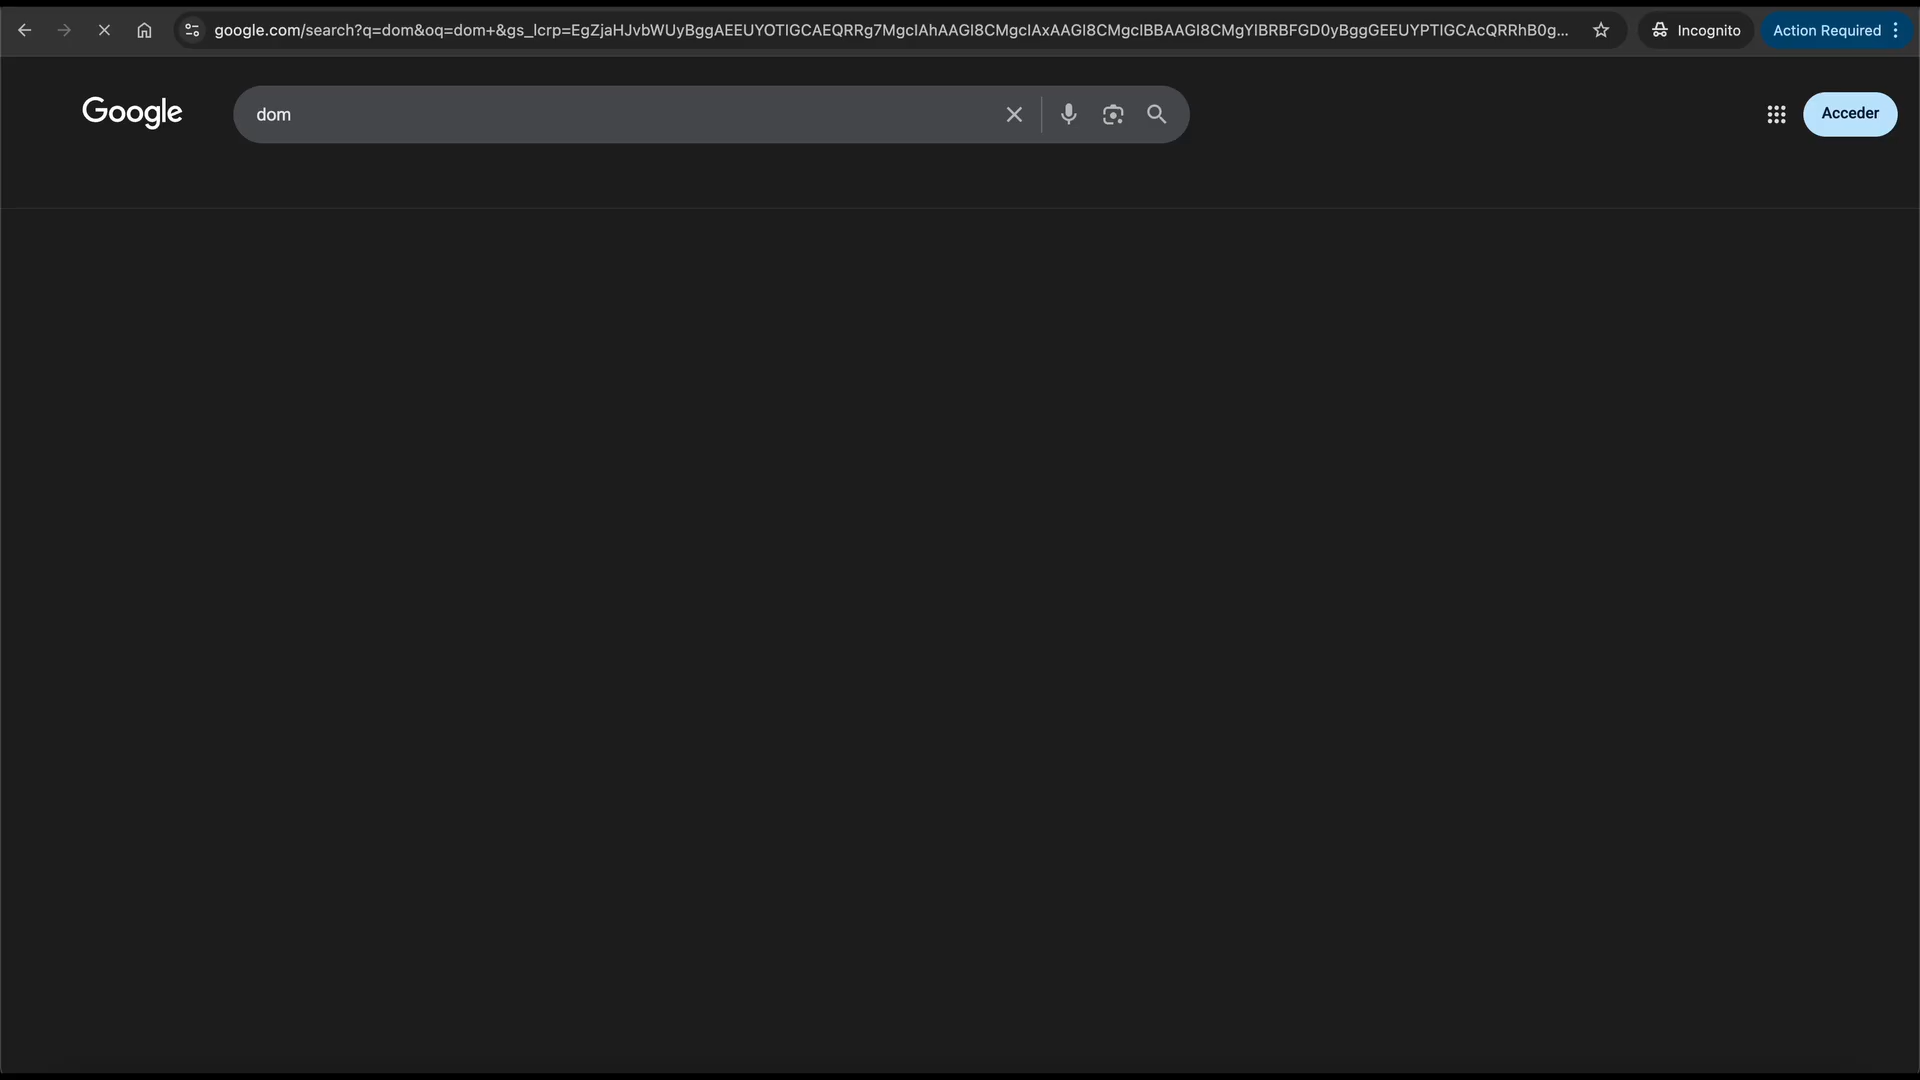 google.com/search?q=dom&oq=dom+&gs_lcrp=EgZjaHJvbWUyBggAEEUYOTIGCAEQRRg7MgcIAhAAGI8CMgcIAxAAGI8CMgcIBBAAGI8CMgYIBRBFGD0yBggGEEUYPTIGCAcQRRhB0g...
Incognito
Action Required
Google
dom
Acceder